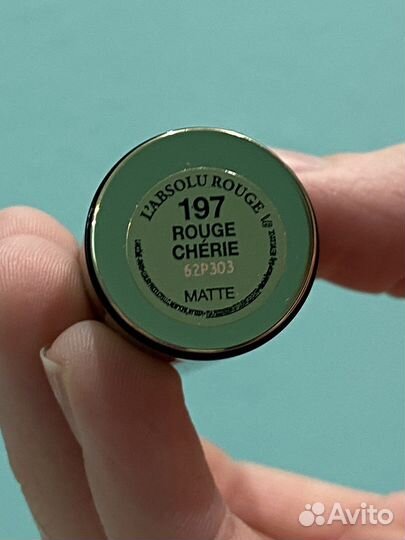 L'ABSOLU ROUGE
197
ROUGE
CHÉRIE
62P303
MATTE
Avito